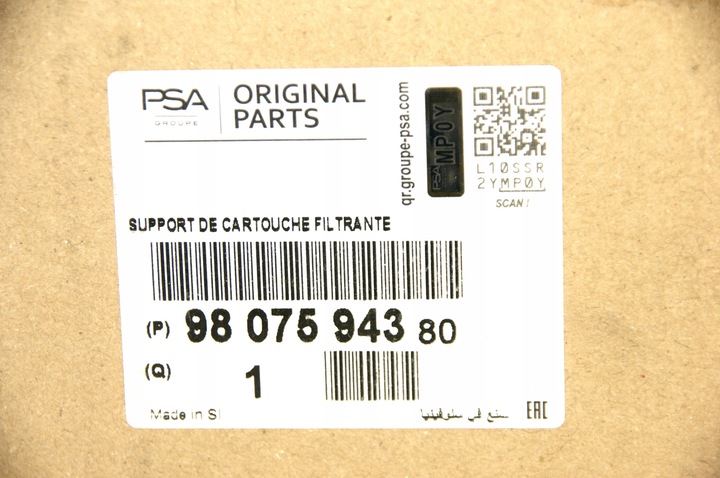 PSA
GROUPE
ORIGINAL
PARTS
qr.groupe-psa.com
PSA
MP0Y
L10SSR
2YMP0Y
SCAN!
SUPPORT DE CARTOUCHE FILTRANTE
(P) 98 075 943 80
(Q) 1
Made in SI
صنع في سلوفينيا
EAC